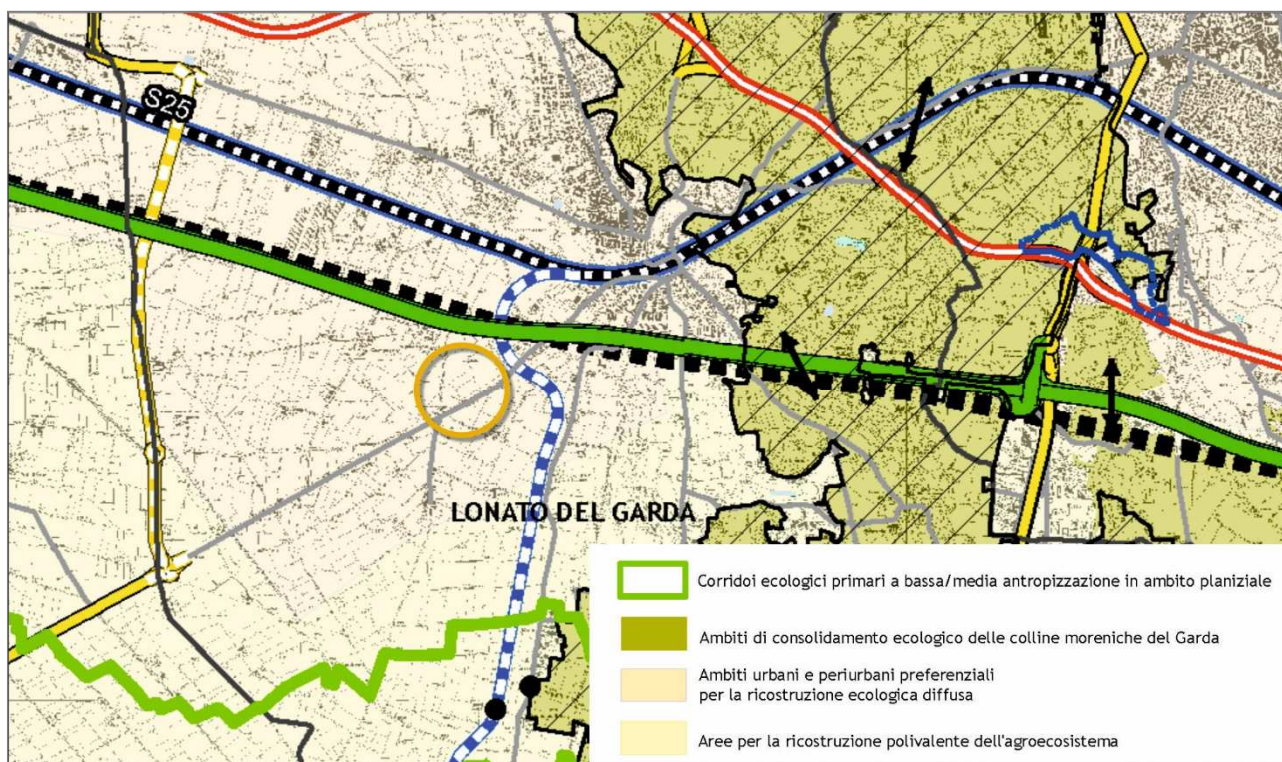 S25
LONATO DEL GARDA
Corridoi ecologici primari a bassa/media antropizzazione in ambito planiziale
Ambiti di consolidamento ecologico delle colline moreniche del Garda
Ambiti urbani e periurbani preferenziali
per la ricostruzione ecologica diffusa
Aree per la ricostruzione polivalente dell'agroecosistema